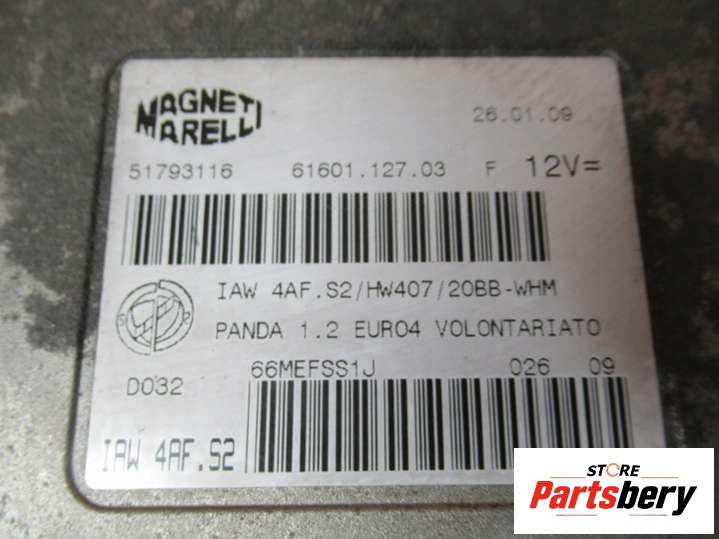 MAGNETI
MARELLI
26.01.09
51793116 61601.127.03 F 12V=
IAW 4AF.S2/HW407/20BB-WHM
PANDA 1.2 EURO4 VOLONTARIATO
66MEFSS1J 026 09
D032
IAW 4AF.S2
STORE
Partsbery